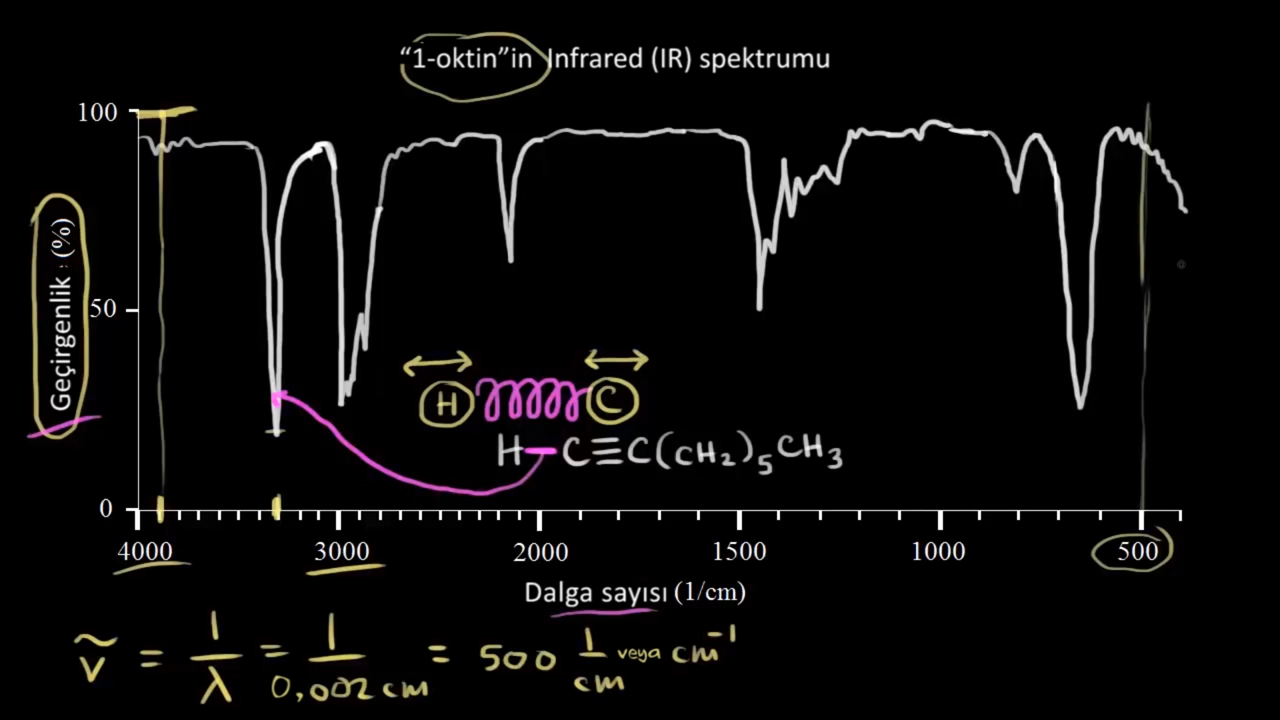 “1-oktin”in Infrared (IR) spektrumu
100
Geçirgenlik : (%)
50
H C
H-C≡C(CH₂)₅CH₃
0
4000 3000 2000 1500 1000 500
Dalga sayısı (1/cm)
ṽ = 1/λ = 1/0,002 cm = 500 1/cm veya cm⁻¹